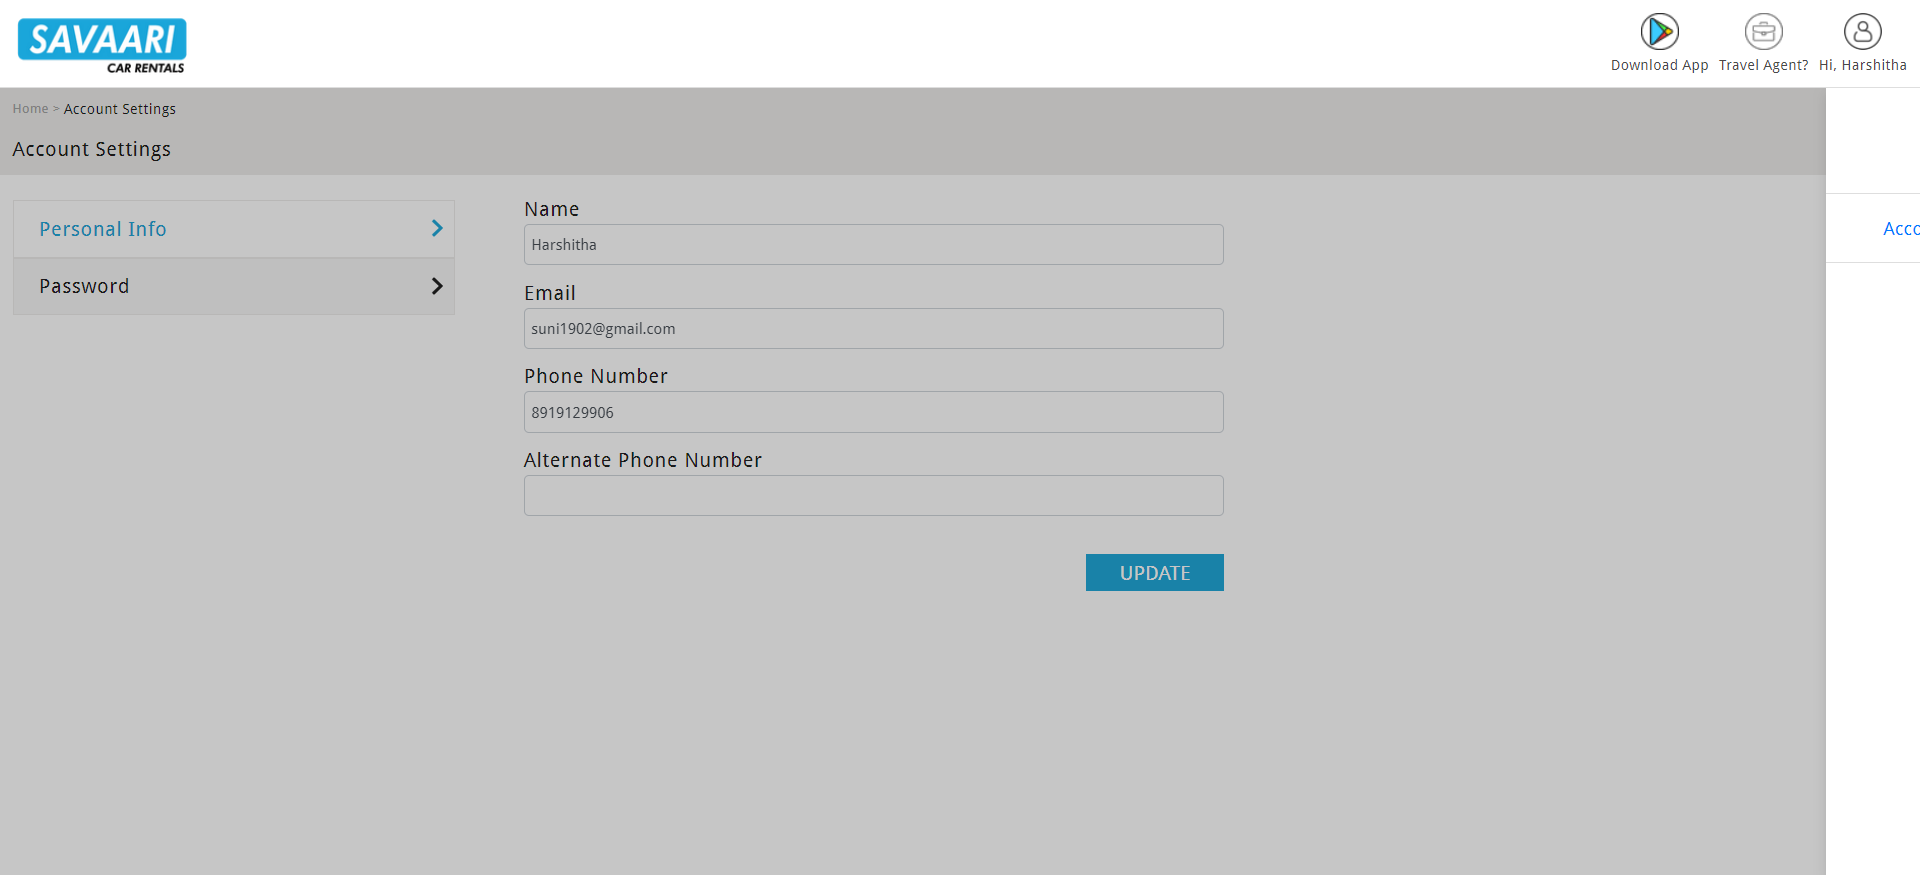 SAVAARI
CAR RENTALS
Download App
Travel Agent?
Hi, Harshitha
Home > Account Settings
Account Settings
Personal Info
Password
Name
Harshitha
Email
suni1902@gmail.com
Phone Number
8919129906
Alternate Phone Number
UPDATE
Acco